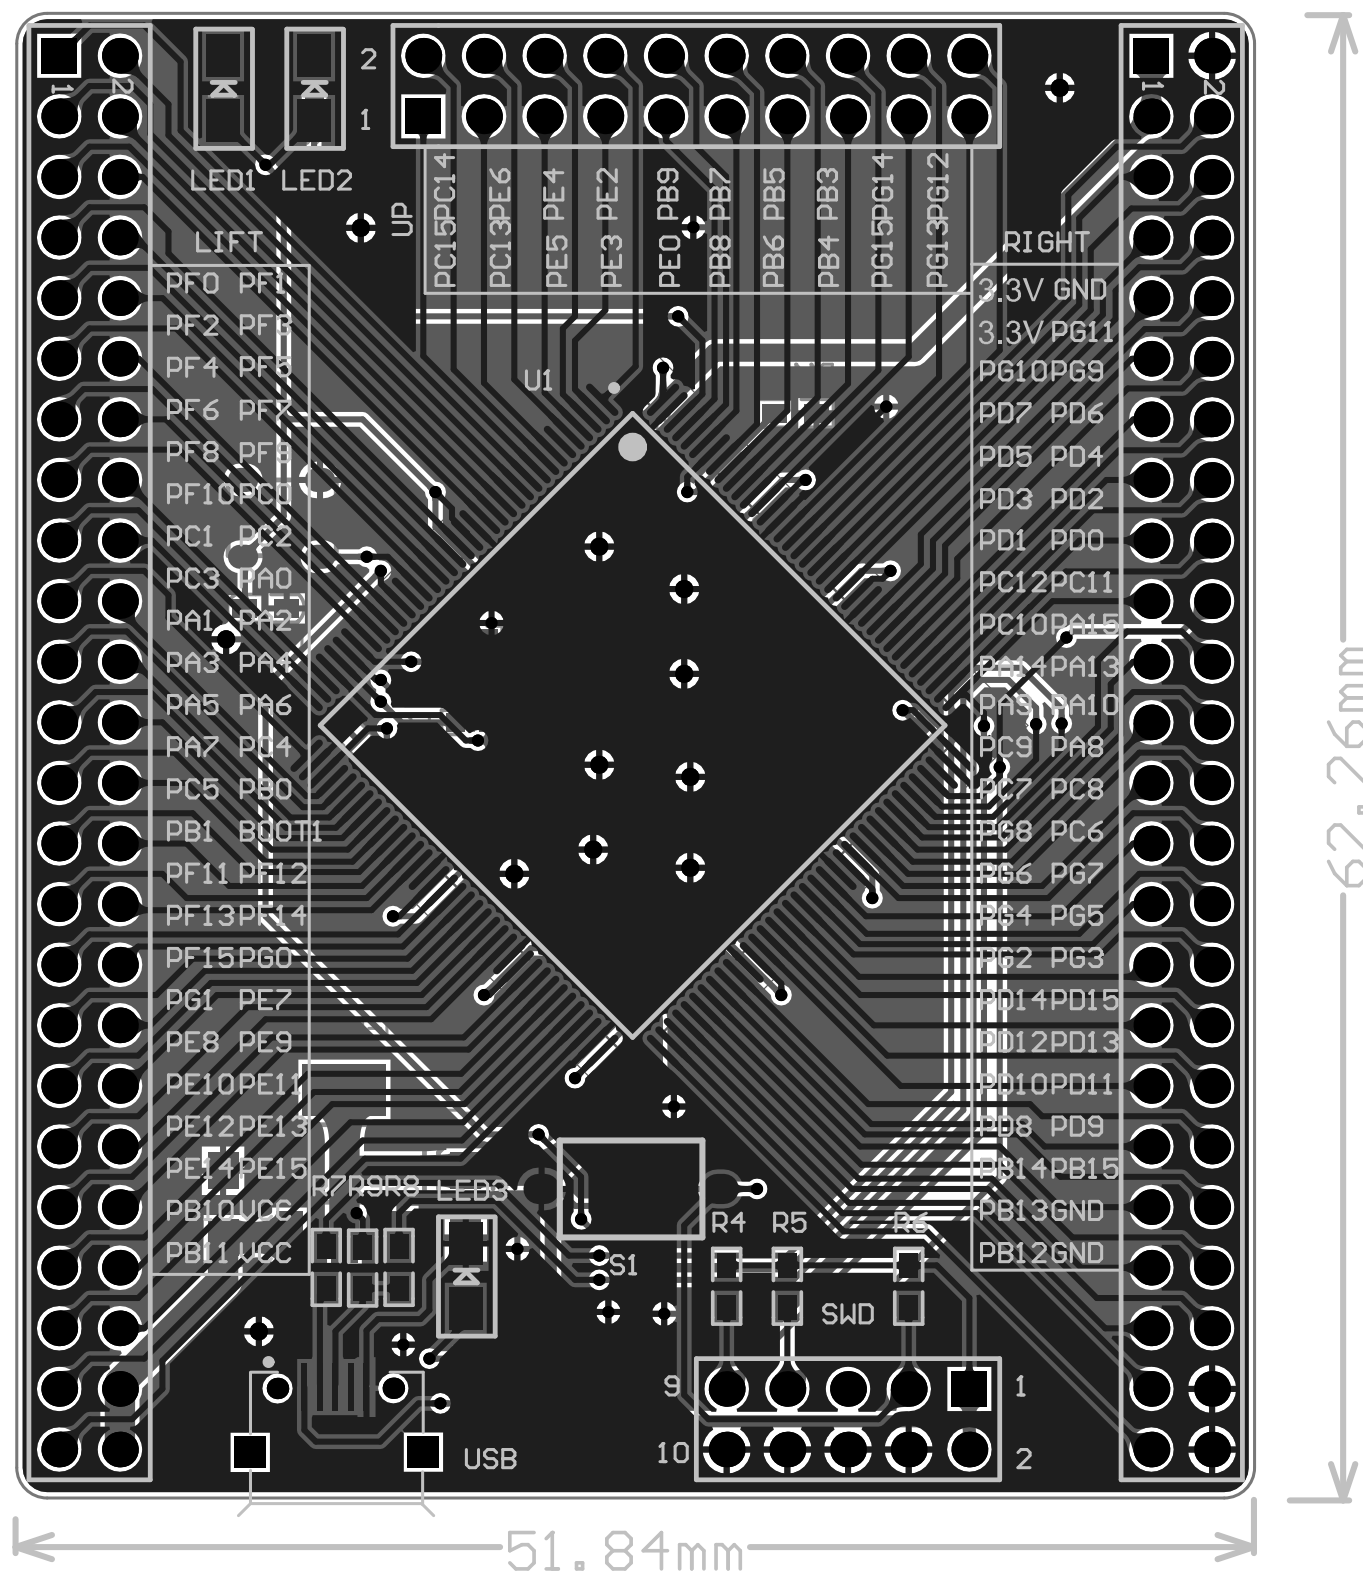 2
1 2
1
1 2
LED1 LED2
UP
PC15 PC14 PC13 PE6 PE5 PE4 PE3 PE2 PE0 PB9 PB8 PB7 PB6 PB5 PB4 PB3 PG15 PG14 PG13 PG12
LIFT
RIGHT
PF0 PF1
PF2 PF3
PF4 PF5
PF6 PF7
PF8 PF9
PF10 PC0
PC1 PC2
PC3 PA0
PA1 PA2
PA3 PA4
PA5 PA6
PA7 PC4
PC5 PB0
PB1 BOOT1
PF11 PF12
PF13 PF14
PF15 PG0
PG1 PE7
PE8 PE9
PE10 PE11
PE12 PE13
PE14 PE15
PB10 VCC
PB11 VCC
U1
3.3V GND
3.3V PG11
PG10 PG9
PD7 PD6
PD5 PD4
PD3 PD2
PD1 PD0
PC12 PC11
PC10 PA15
PA14 PA13
PA9 PA10
PC9 PA8
PC7 PC8
PG8 PC6
PG6 PG7
PG4 PG5
PG2 PG3
PD14 PD15
PD12 PD13
PD10 PD11
PD8 PD9
PB14 PB15
PB13 GND
PB12 GND
62.26mm
R7 R9 R8 LED3
R4 R5 R6
S1
SWD
9 1
USB
10 2
51.84mm